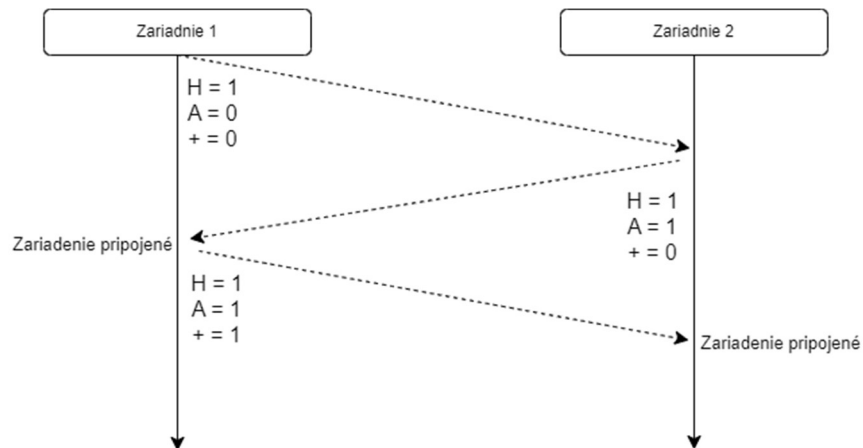 Zariadnie 1
Zariadnie 2
H = 1
A = 0
+ = 0
H = 1
A = 1
+ = 0
Zariadenie pripojené
H = 1
A = 1
+ = 1
Zariadenie pripojené